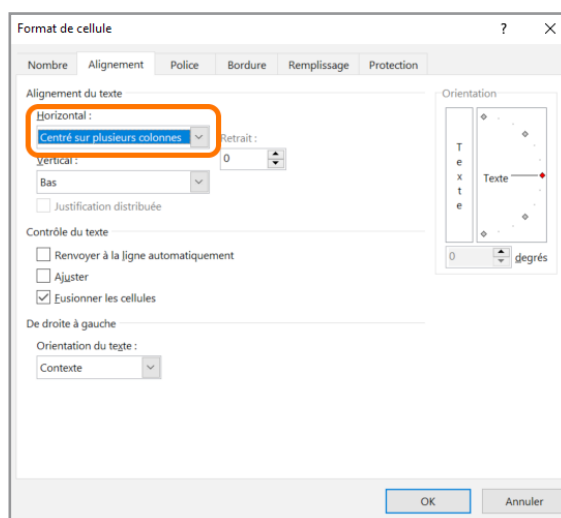 Format de cellule ? ×
Nombre Alignement Police Bordure Remplissage Protection
Alignement du texte
Horizontal :
Centré sur plusieurs colonnes
Retrait :
Vertical :
0
Bas
Justification distribuée
Contrôle du texte
Renvoyer à la ligne automatiquement
Ajuster
Fusionner les cellules
De droite à gauche
Orientation du texte :
Contexte
Orientation
T
e
x
t
e
Texte
0 degrés
OK Annuler